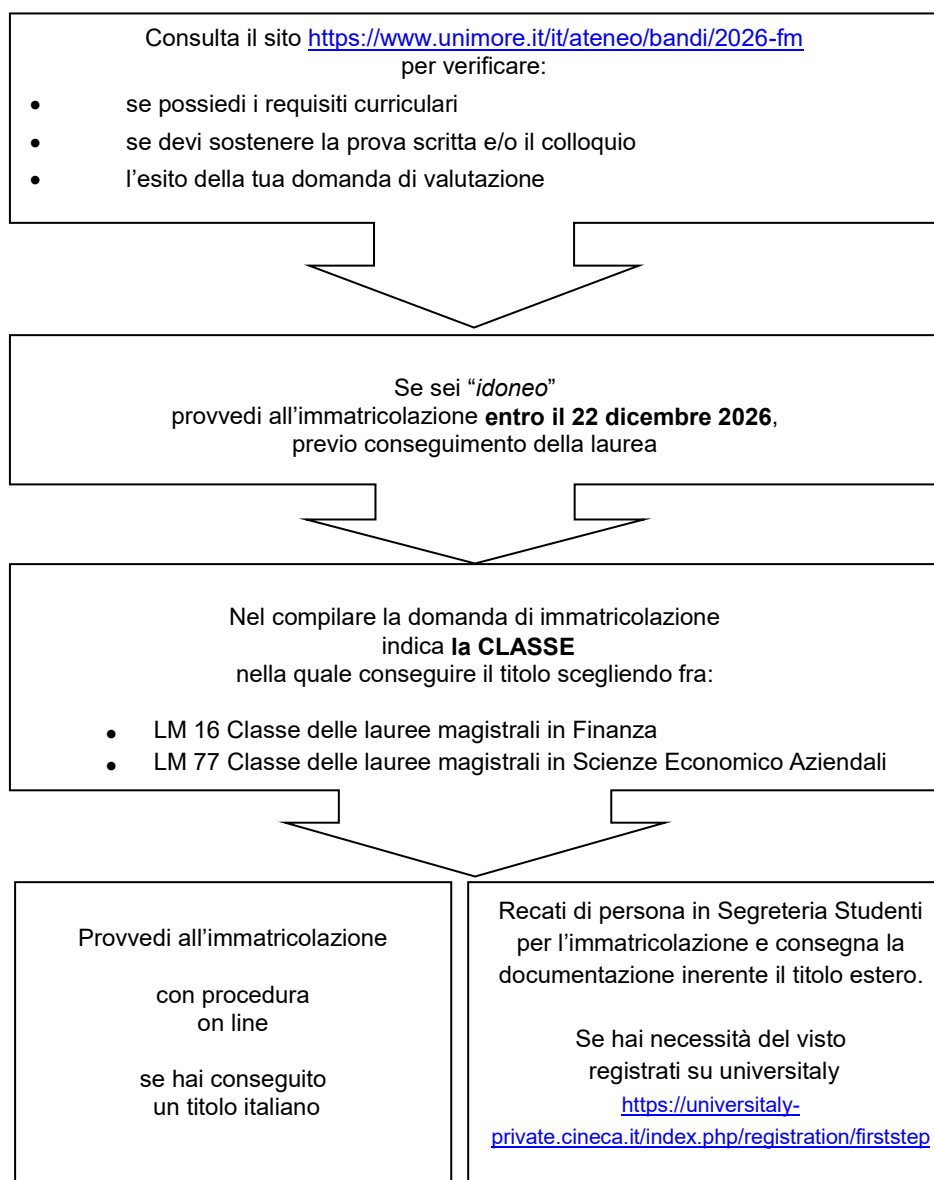 Consulta il sito https://www.unimore.it/it/ateneo/bandi/2026-fm
per verificare:
• se possiedi i requisiti curriculari
• se devi sostenere la prova scritta e/o il colloquio
• l'esito della tua domanda di valutazione
Se sei “idoneo”
provvedi all'immatricolazione entro il 22 dicembre 2026,
previo conseguimento della laurea
Nel compilare la domanda di immatricolazione
indica la CLASSE
nella quale conseguire il titolo scegliendo fra:
• LM 16 Classe delle lauree magistrali in Finanza
• LM 77 Classe delle lauree magistrali in Scienze Economico Aziendali
Provvedi all'immatricolazione
con procedura
on line
se hai conseguito
un titolo italiano
Recati di persona in Segreteria Studenti
per l'immatricolazione e consegna la
documentazione inerente il titolo estero.
Se hai necessità del visto
registrati su universitaly
https://universitaly-
private.cineca.it/index.php/registration/firststep